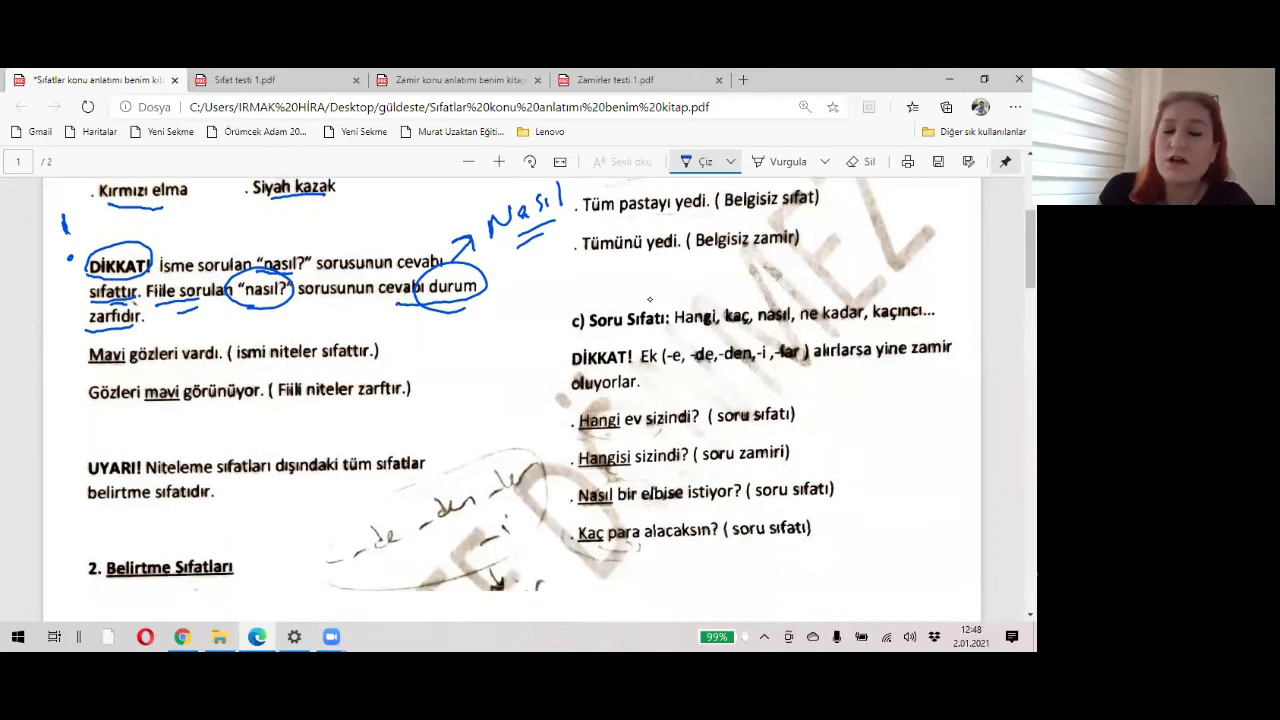 *Sıfatlar konu anlatımı benim kit
Sıfat testi 1.pdf
Zamir konu anlatımı benim kitap
Zamirler testi 1.pdf
Dosya
C:/Users/IRMAK%20HİRA/Desktop/güldeste/Sıfatlar%20konu anlatımı%20benim%20kitap.pdf
Gmail
Haritalar
Yeni Sekme
Örümcek Adam 20...
Yeni Sekme
Murat Uzaktan Eğiti...
Lenovo
Diğer sık kullanılanlar
1 / 2
Sesli oku
Çiz
Vurgula
Sil
. Kırmızı elma . Siyah kazak
Nasıl
DİKKAT! İsme sorulan "nasıl?" sorusunun cevabı
sıfattır. Fiile sorulan "nasıl?" sorusunun cevabı durum
zarfıdır.
Mavi gözleri vardı. ( ismi niteler sıfattır.)
Gözleri mavi görünüyor. ( Fiili niteler zarftır.)
UYARI! Niteleme sıfatları dışındaki tüm sıfatlar
belirtme sıfatıdır.
-de -den -ler
-i
2. Belirtme Sıfatları
. Tüm pastayı yedi. ( Belgisiz sıfat)
. Tümünü yedi. ( Belgisiz zamir)
c) Soru Sıfatı: Hangi, kaç, nasıl, ne kadar, kaçıncı...
DİKKAT! Ek (-e, -de,-den,-i ,-lar ) alırlarsa yine zamir
oluyorlar.
. Hangi ev sizindi? ( soru sıfatı)
. Hangisi sizindi? ( soru zamiri)
. Nasıl bir elbise istiyor? ( soru sıfatı)
. Kaç para alacaksın? ( soru sıfatı)
99%
12:48
2.01.2021